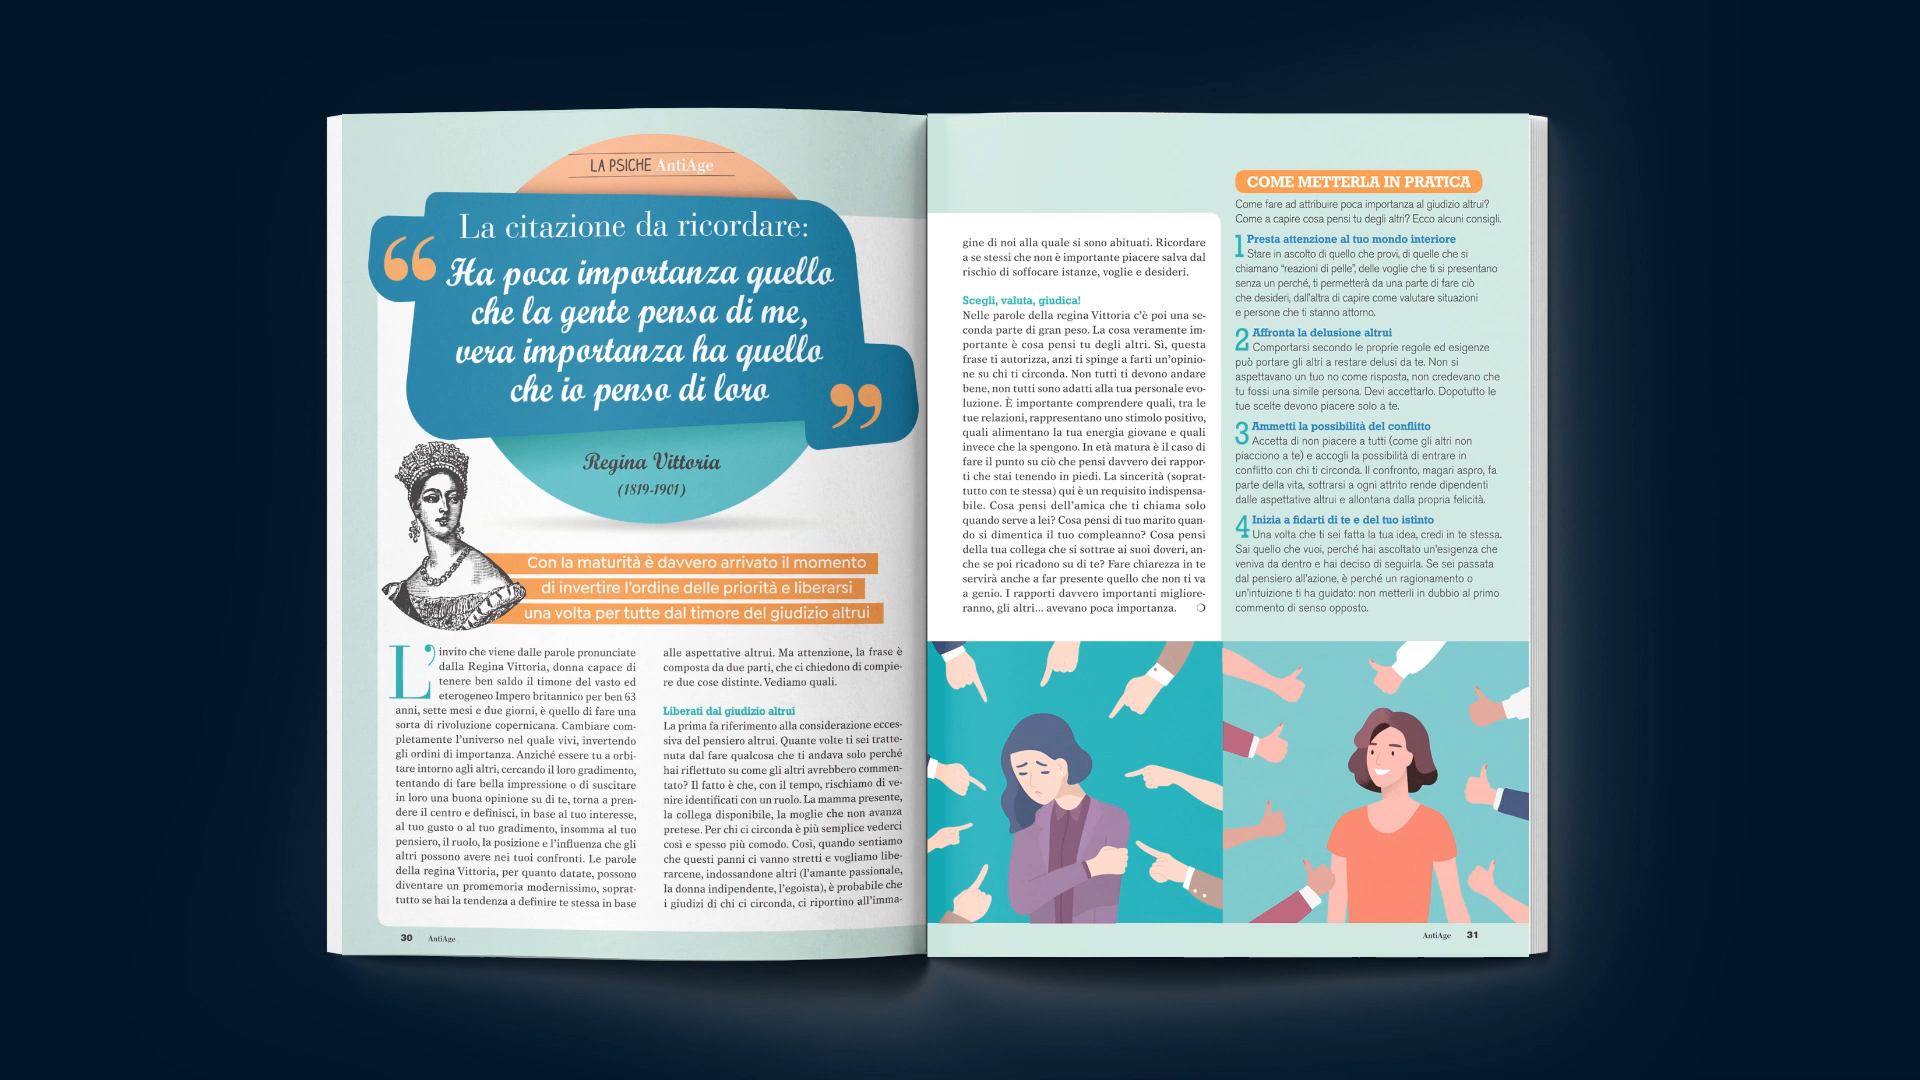 LA PSICHE AntiAge
La citazione da ricordare:
“
Ha poca importanza quello
che la gente pensa di me,
vera importanza ha quello
che io penso di loro
”
Regina Vittoria
(1819-1901)
Con la maturità è davvero arrivato il momento
di invertire l’ordine delle priorità e liberarsi
una volta per tutte dal timore del giudizio altrui
L’invito che viene dalle parole pronunciate
dalla Regina Vittoria, donna capace di
tenere ben saldo il timone del vasto ed
eterogeneo Impero britannico per ben 63
anni, sette mesi e due giorni, è quello di fare una
sorta di rivoluzione copernicana. Cambiare com-
pletamente l’universo nel quale vivi, invertendo
gli ordini di importanza. Anziché essere tu a orbi-
tare intorno agli altri, cercando il loro gradimento,
tentando di fare bella impressione o di suscitare
in loro una buona opinione su di te, torna a pren-
dere il centro e definisci, in base al tuo interesse,
al tuo gusto o al tuo gradimento, insomma al tuo
pensiero, il ruolo, la posizione e l’influenza che gli
altri possono avere nei tuoi confronti. Le parole
della regina Vittoria, per quanto datate, possono
diventare un promemoria modernissimo, soprat-
tutto se hai la tendenza a definire te stessa in base
alle aspettative altrui. Ma attenzione, la frase è
composta da due parti, che ci chiedono di compie-
re due cose distinte. Vediamo quali.
Liberati dal giudizio altrui
La prima fa riferimento alla considerazione ecces-
siva del pensiero altrui. Quante volte ti sei tratte-
nuta dal fare qualcosa che ti andava solo perché
hai riflettuto su come gli altri avrebbero commen-
tato? Il fatto è che, con il tempo, rischiamo di ve-
nire identificati con un ruolo. La mamma presente,
la collega disponibile, la moglie che non avanza
pretese. Per chi ci circonda è più semplice vederci
così e spesso più comodo. Così, quando sentiamo
che questi panni ci vanno stretti e vogliamo libe-
rarcene, indossandone altri (l’amante passionale,
la donna indipendente, l’egoista), è probabile che
i giudizi di chi ci circonda, ci riportino all’imma-
30 AntiAge
gine di noi alla quale si sono abituati. Ricordare
a se stessi che non è importante piacere salva dal
rischio di soffocare istanze, voglie e desideri.
Scegli, valuta, giudica!
Nelle parole della regina Vittoria c’è poi una se-
conda parte di gran peso. La cosa veramente im-
portante è cosa pensi tu degli altri. Sì, questa
frase ti autorizza, anzi ti spinge a farti un’opinio-
ne su chi ti circonda. Non tutti ti devono andare
bene, non tutti sono adatti alla tua personale evo-
luzione. È importante comprendere quali, tra le
tue relazioni, rappresentano uno stimolo positivo,
quali alimentano la tua energia giovane e quali
invece che la spengono. In età matura è il caso di
fare il punto su ciò che pensi davvero dei rappor-
ti che stai tenendo in piedi. La sincerità (soprat-
tutto con te stessa) qui è un requisito indispensa-
bile. Cosa pensi dell’amica che ti chiama solo
quando serve a lei? Cosa pensi di tuo marito quan-
do si dimentica il tuo compleanno? Cosa pensi
della tua collega che si sottrae ai suoi doveri, an-
che se poi ricadono su di te? Fare chiarezza in te
servirà anche a far presente quello che non ti va
a genio. I rapporti davvero importanti migliore-
ranno, gli altri... avevano poca importanza.
COME METTERLA IN PRATICA
Come fare ad attribuire poca importanza al giudizio altrui?
Come a capire cosa pensi tu degli altri? Ecco alcuni consigli.
1 Presta attenzione al tuo mondo interiore
Stare in ascolto di quello che provi, di quelle che si
chiamano “reazioni di pelle”, delle voglie che ti si presentano
senza un perché, ti permetterà da una parte di fare ciò
che desideri, dall’altra di capire come valutare situazioni
e persone che ti stanno attorno.
2 Affronta la delusione altrui
Comportarsi secondo le proprie regole ed esigenze
può portare gli altri a restare delusi da te. Non si
aspettavano un tuo no come risposta, non credevano che
tu fossi una simile persona. Devi accettarlo. Dopotutto le
tue scelte devono piacere solo a te.
3 Ammetti la possibilità del conflitto
Accetta di non piacere a tutti (come gli altri non
piacciono a te) e accogli la possibilità di entrare in
conflitto con chi ti circonda. Il confronto, magari aspro, fa
parte della vita, sottrarsi a ogni attrito rende dipendenti
dalle aspettative altrui e allontana dalla propria felicità.
4 Inizia a fidarti di te e del tuo istinto
Una volta che ti sei fatta la tua idea, credi in te stessa.
Sai quello che vuoi, perché hai ascoltato un’esigenza che
veniva da dentro e hai deciso di seguirla. Se sei passata
dal pensiero all’azione, è perché un ragionamento o
un’intuizione ti ha guidato: non metterli in dubbio al primo
commento di senso opposto.
AntiAge 31